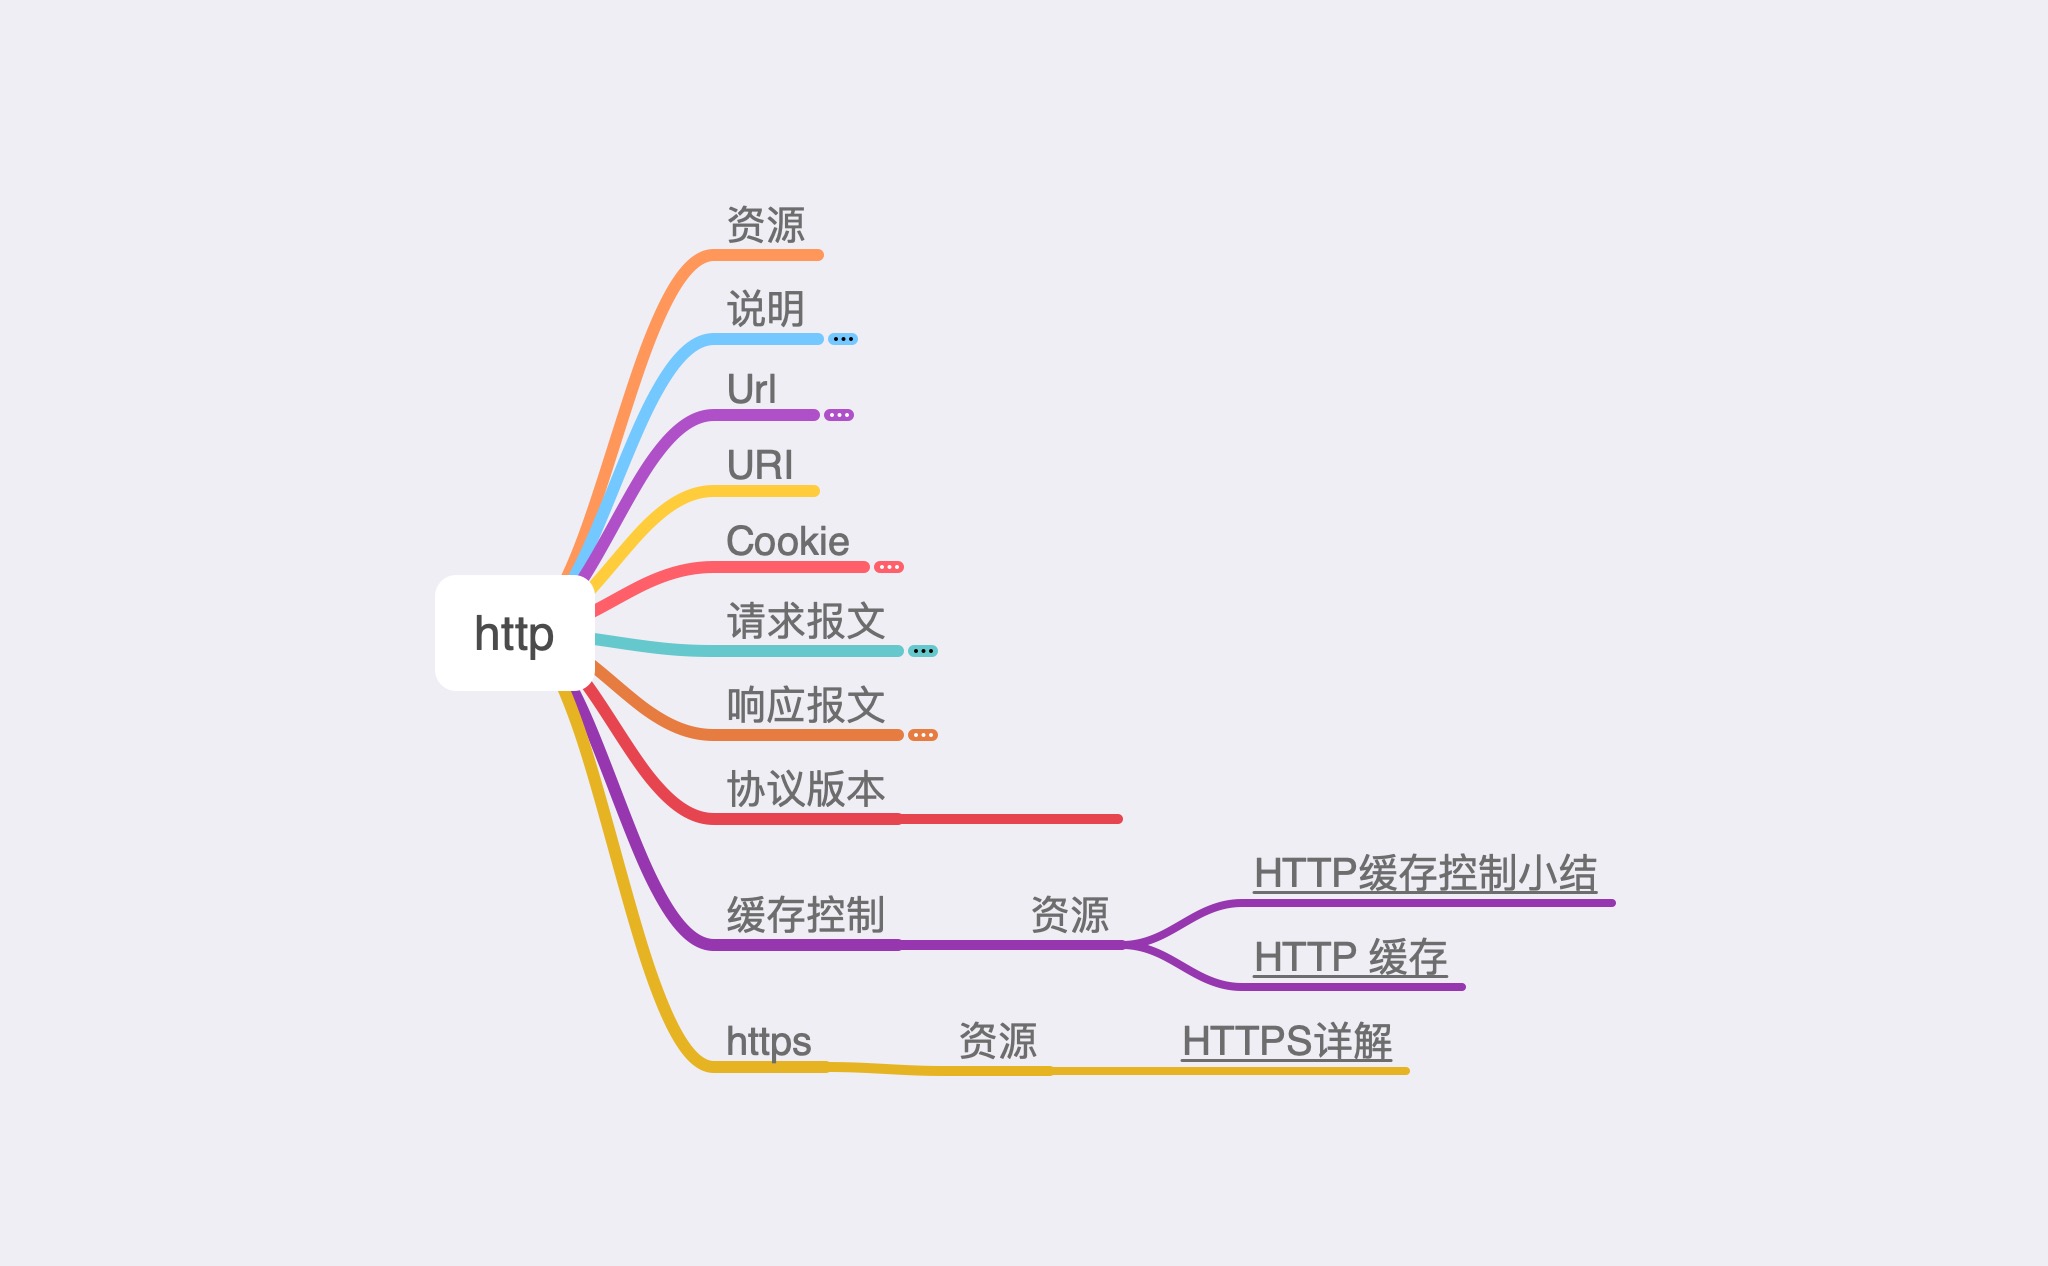 资源
说明
Url
URI
Cookie
http
请求报文
响应报文
协议版本
缓存控制
资源
HTTP缓存控制小结
HTTP 缓存
https
资源
HTTPS详解